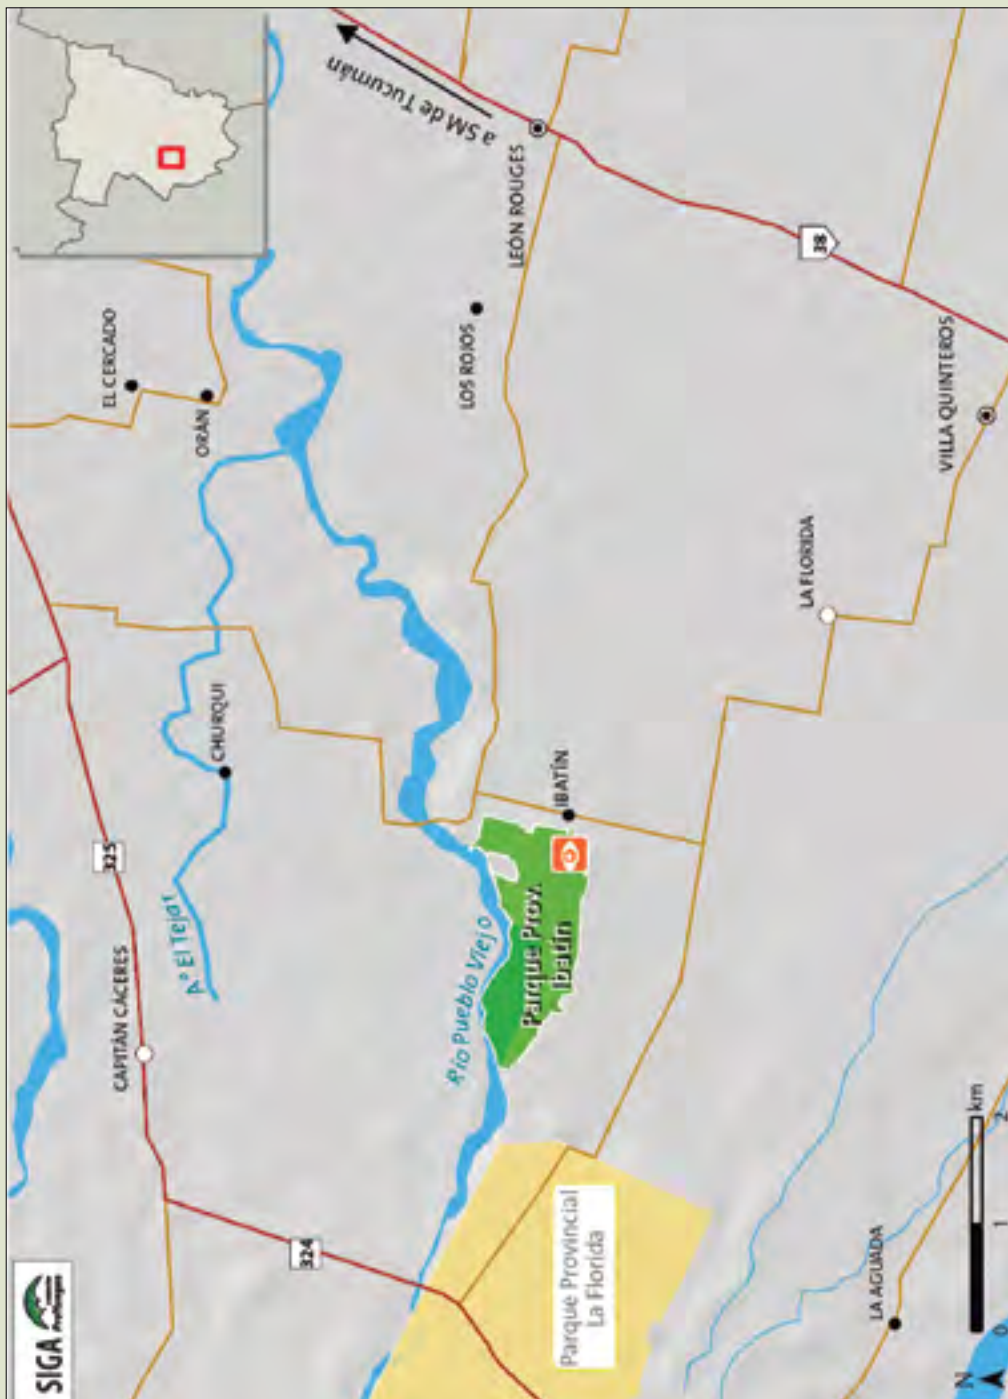 SIGA
ProYungas
CAPITÁN CÁCERES
325
324
Aº El Tejar
CHURQUI
EL CERCADO
ORÁN
a SM de Tucumán
Río Pueblo Viejo
LOS ROJOS
LEÓN ROUGES
Parque Prov.
Ibatín
IBATÍN
Parque Provincial
La Florida
38
LA FLORIDA
VILLA QUINTEROS
LA AGUADA
N
km
0 1 2